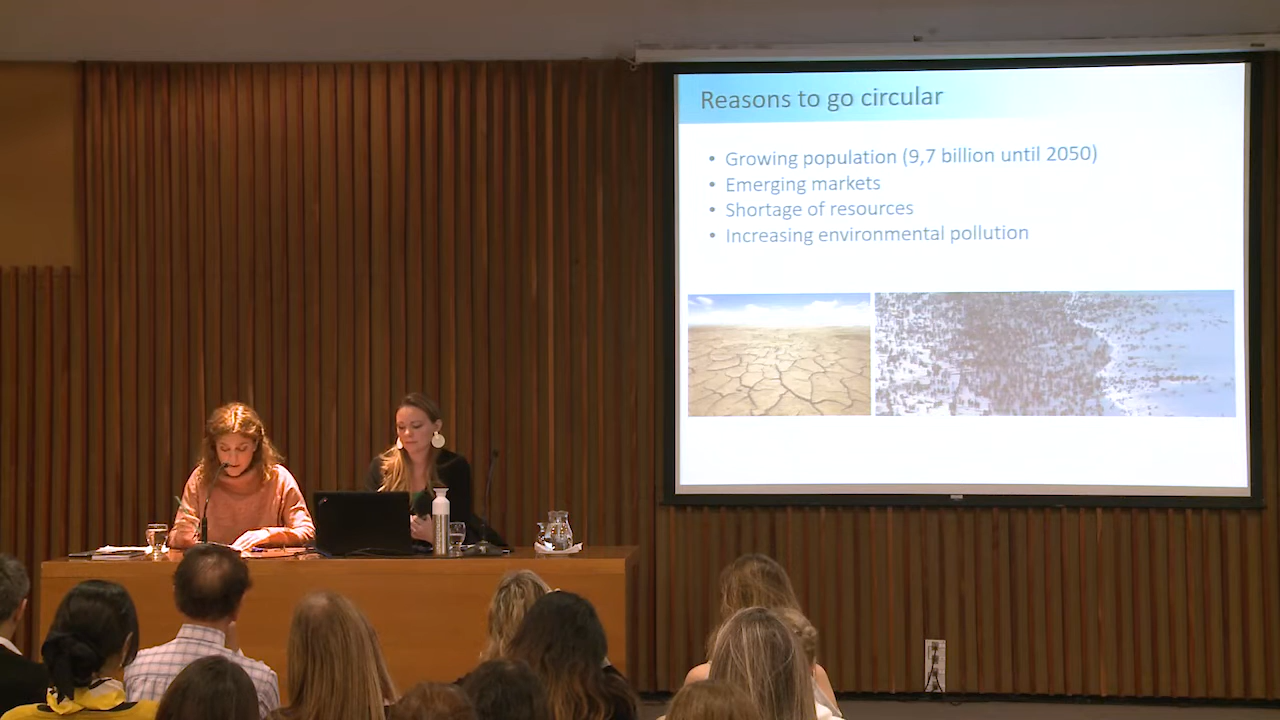 Reasons to go circular
• Growing population (9,7 billion until 2050)
• Emerging markets
• Shortage of resources
• Increasing environmental pollution